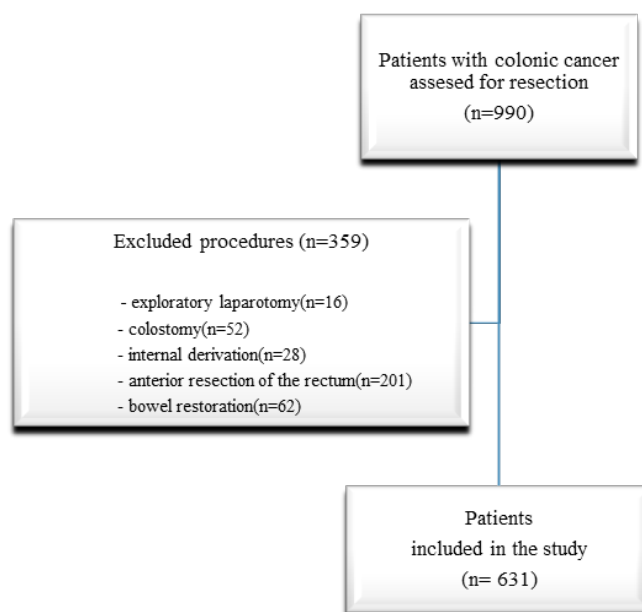 Patients with colonic cancer
assesed for resection
(n=990)
Excluded procedures (n=359)
- exploratory laparotomy(n=16)
- colostomy(n=52)
- internal derivation(n=28)
- anterior resection of the rectum(n=201)
- bowel restoration(n=62)
Patients
included in the study
(n= 631)